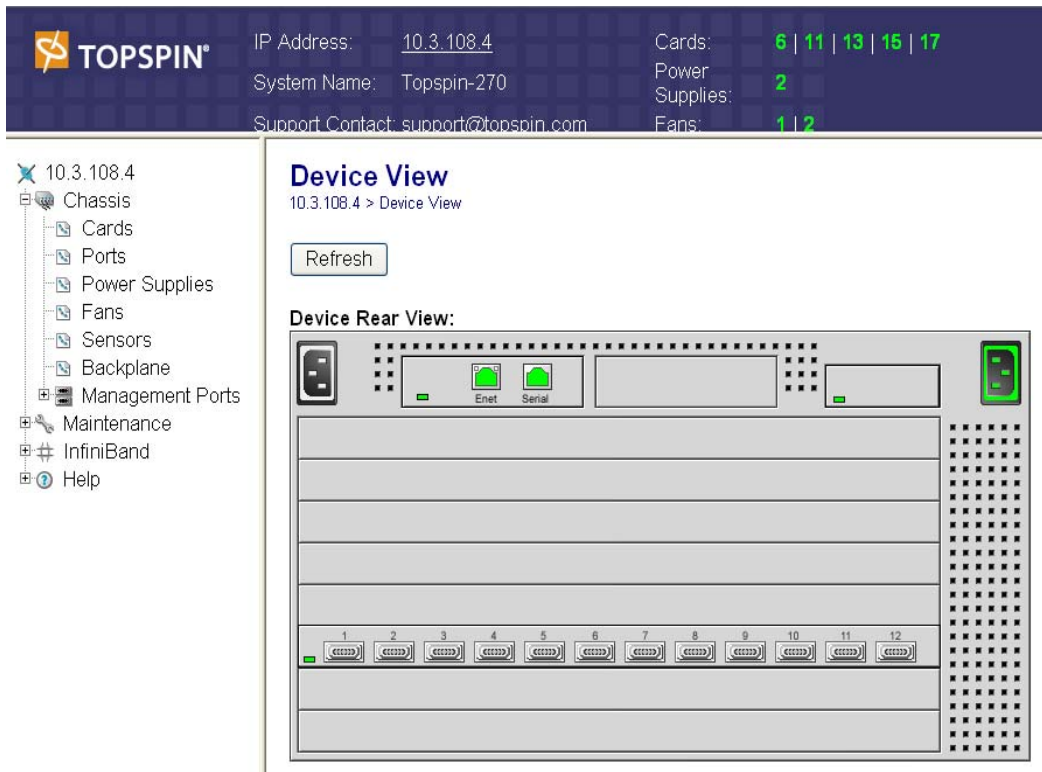 TOPSPIN®
IP Address: 10.3.108.4
System Name: Topspin-270
Support Contact: support@topspin.com
Cards: 6 | 11 | 13 | 15 | 17
Power
Supplies: 2
Fans: 1 | 2
10.3.108.4
Chassis
Cards
Ports
Power Supplies
Fans
Sensors
Backplane
Management Ports
Maintenance
InfiniBand
Help
Device View
10.3.108.4 > Device View
Refresh
Device Rear View:
Enet Serial
1 2 3 4 5 6 7 8 9 10 11 12